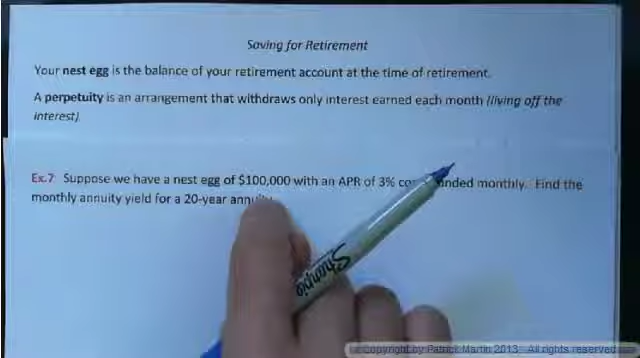 Saving for Retirement
Your nest egg is the balance of your retirement account at the time of retirement.
A perpetuity is an arrangement that withdraws only interest earned each month (living off the
interest).
Ex.7 Suppose we have a nest egg of $100,000 with an APR of 3% monthly. Find the
monthly annuity yield for a 20-year
Sharpie
Copyright by Patrick Martin 2013. All rights reserved